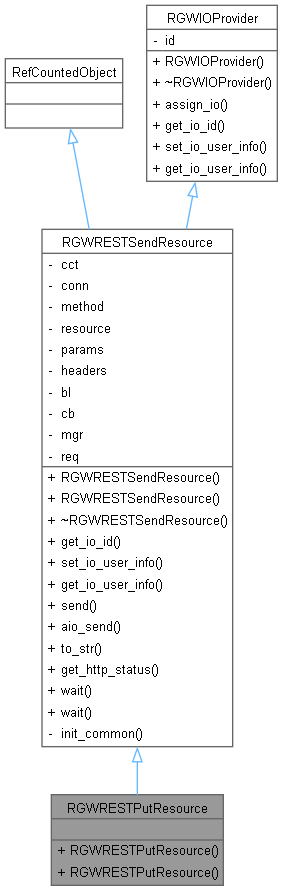 RGWIOProvider
- id
+ RGWIOProvider()
+ ~RGWIOProvider()
+ assign_io()
+ get_io_id()
+ set_io_user_info()
+ get_io_user_info()
RefCountedObject
RGWRESTSendResource
- cct
- conn
- method
- resource
- params
- headers
- bl
- cb
- mgr
- req
+ RGWRESTSendResource()
+ RGWRESTSendResource()
+ ~RGWRESTSendResource()
+ get_io_id()
+ set_io_user_info()
+ get_io_user_info()
+ send()
+ aio_send()
+ to_str()
+ get_http_status()
+ wait()
+ wait()
- init_common()
RGWRESTPutResource
+ RGWRESTPutResource()
+ RGWRESTPutResource()